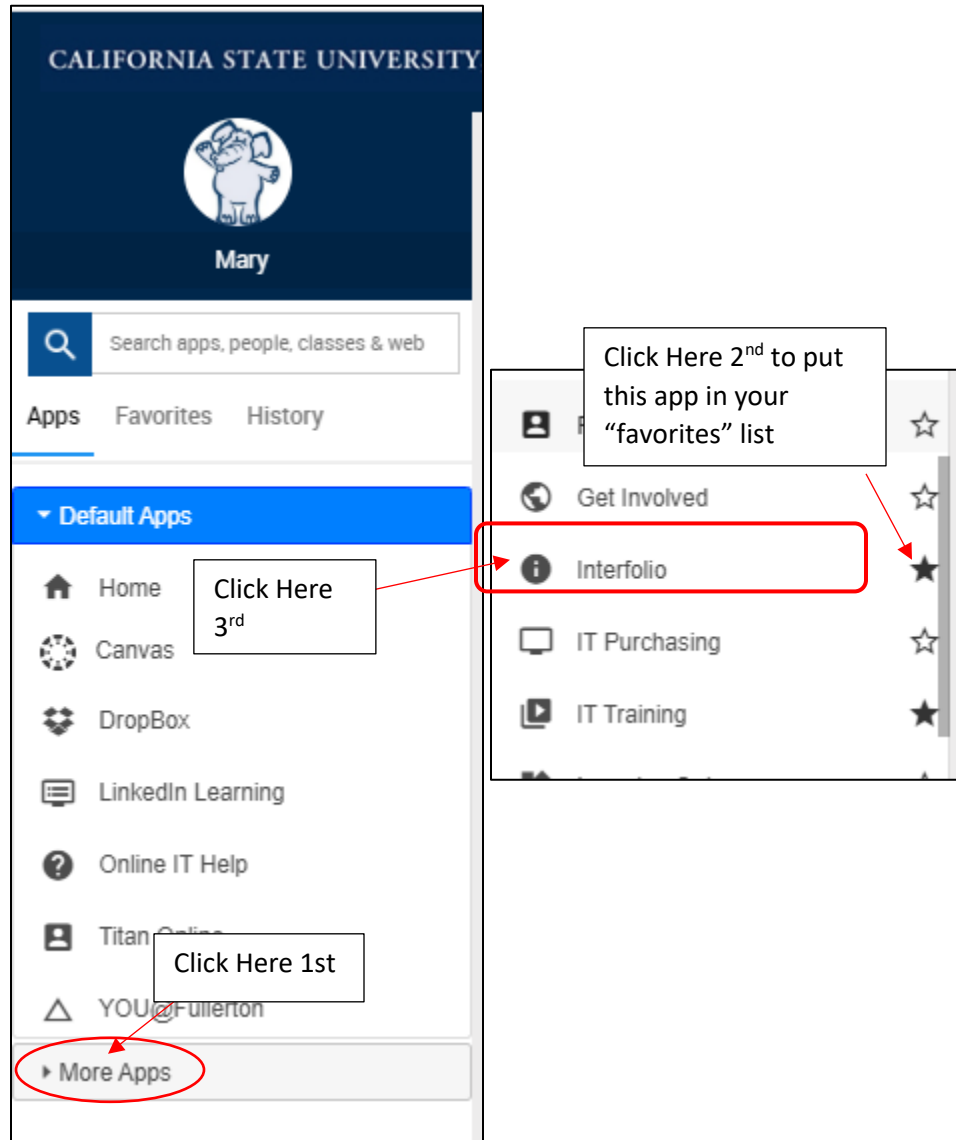 CALIFORNIA STATE UNIVERSITY
Mary
Search apps, people, classes & web
Apps Favorites History
Default Apps
Home
Canvas
DropBox
LinkedIn Learning
Online IT Help
Titan
YOU@Fullerton
More Apps
Click Here
3rd
Click Here 1st
Click Here 2nd to put
this app in your
“favorites” list
Get Involved
Interfolio
IT Purchasing
IT Training